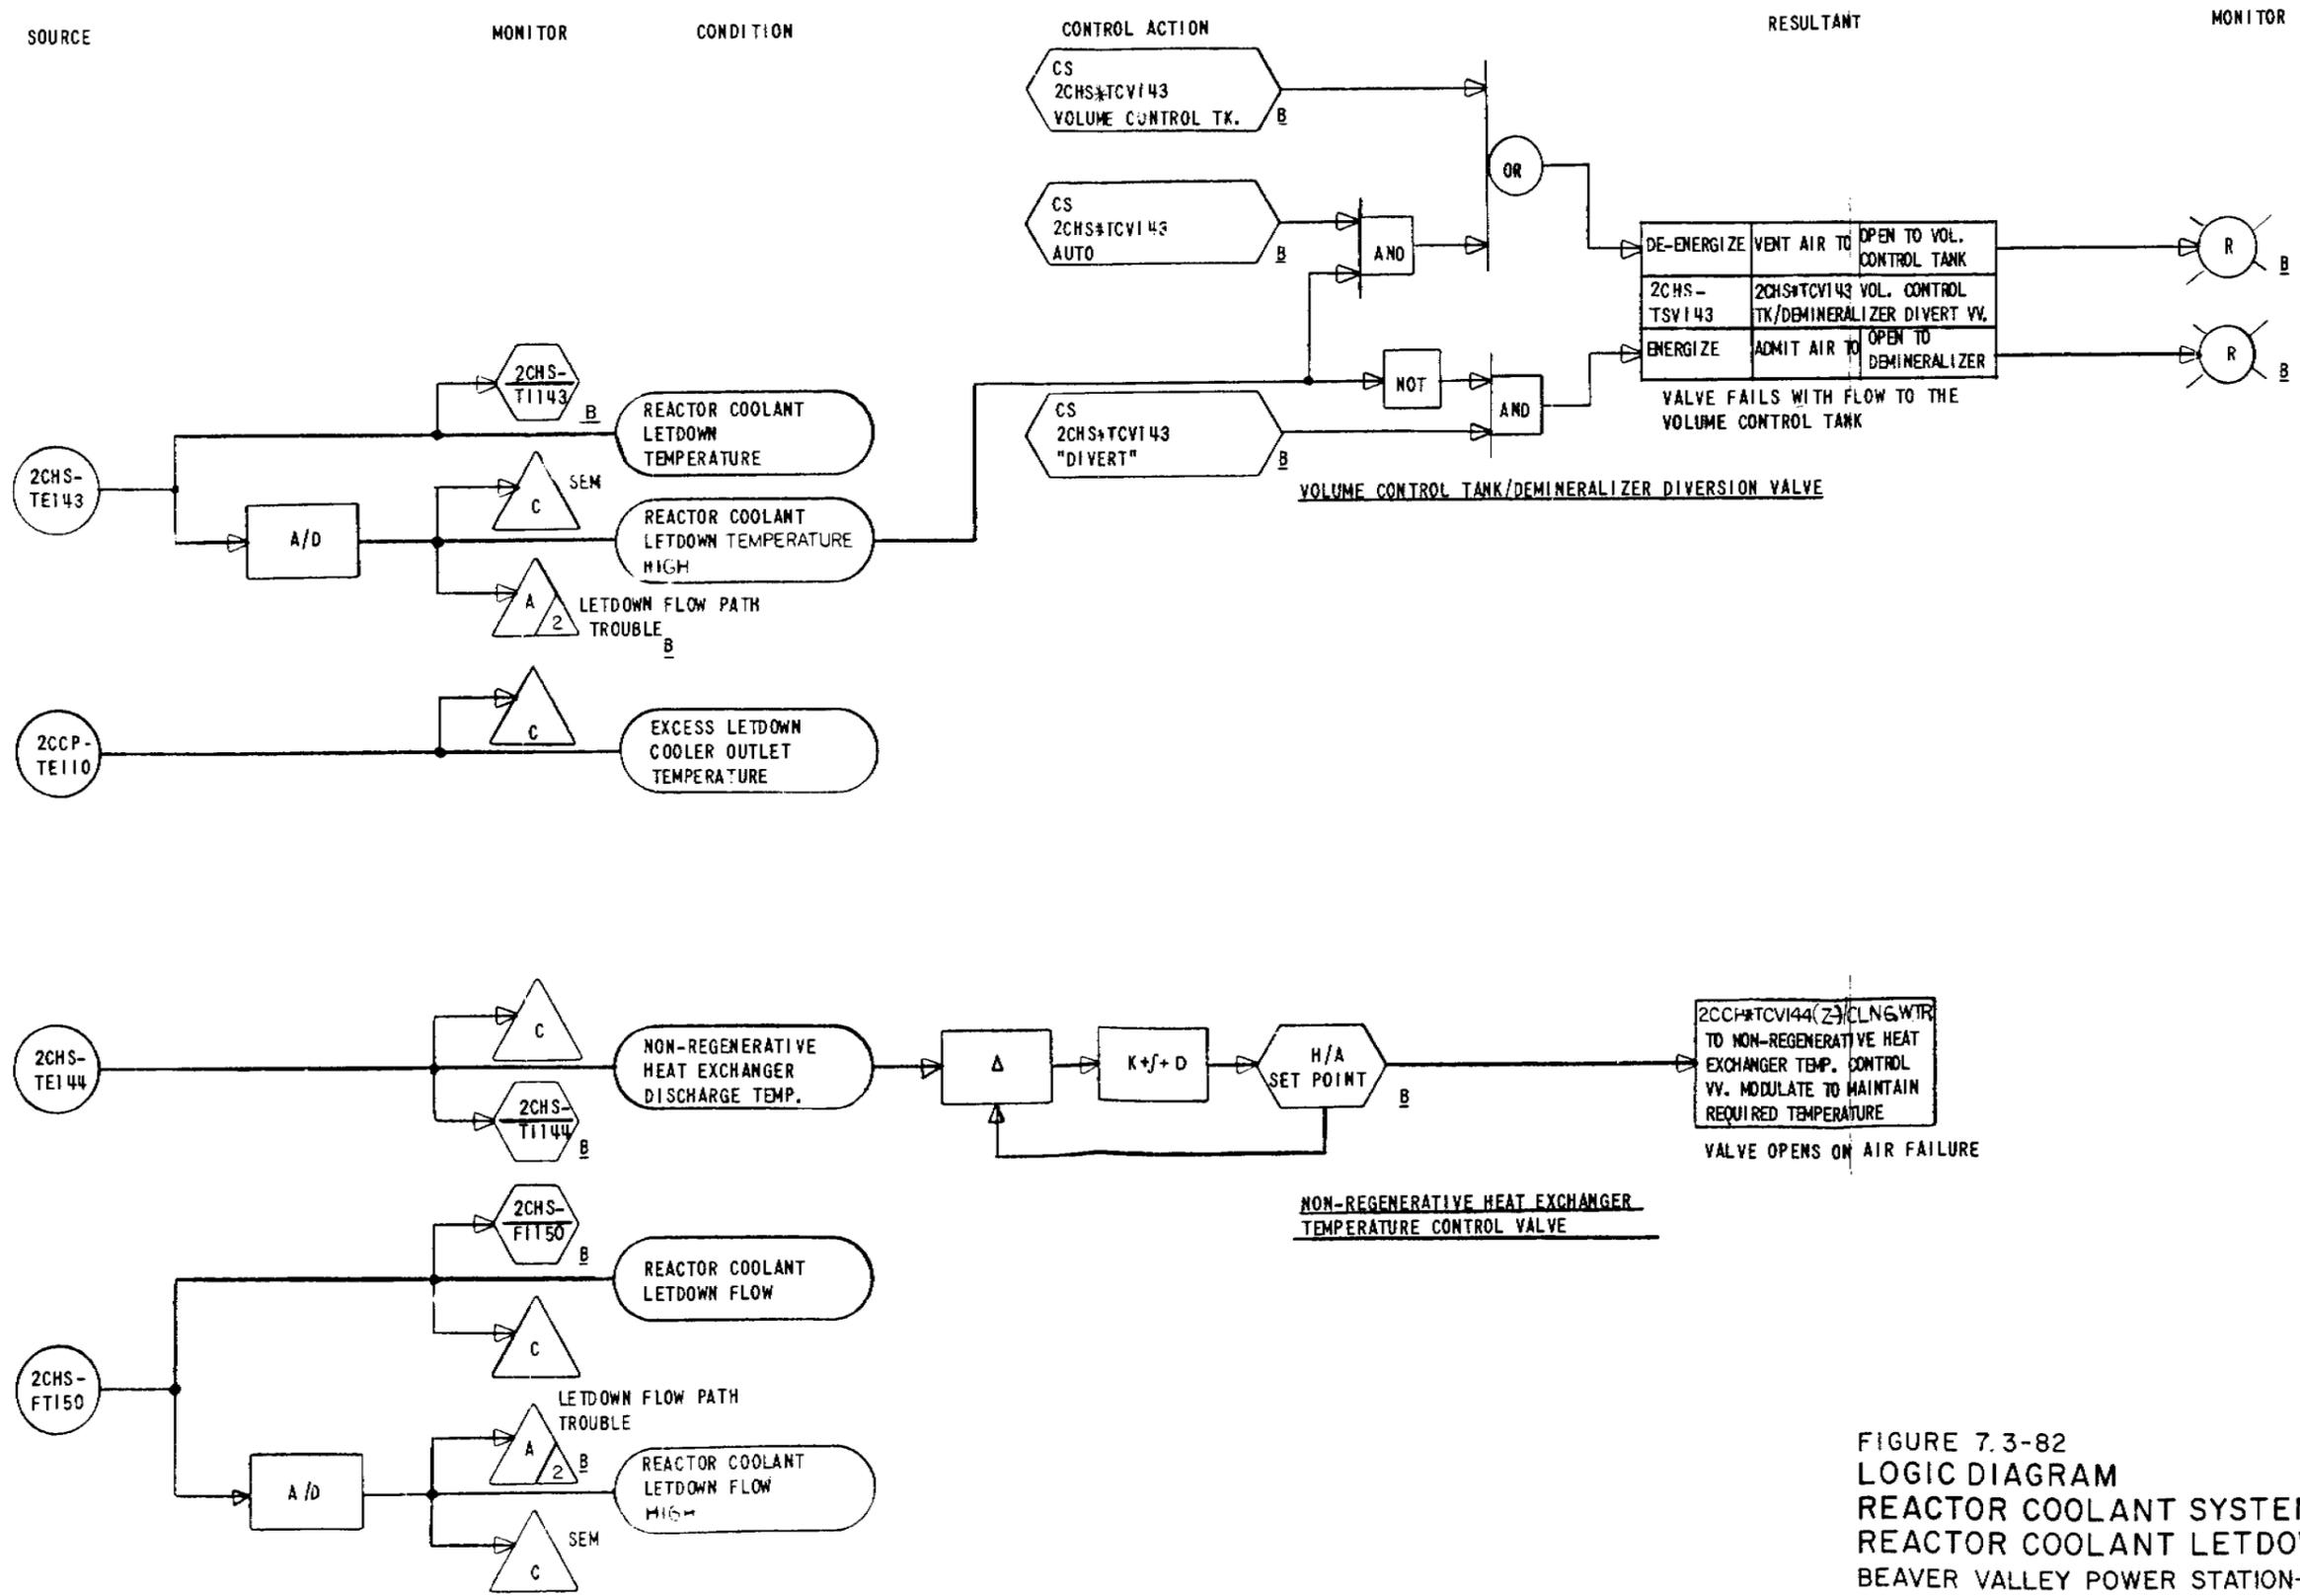 SOURCE
MONITOR
CONDITION
CONTROL ACTION
RESULTANT
MONITOR
CS
2CHS*TCV143
VOLUME CONTROL TK.
B
OR
CS
2CHS*TCV143
AUTO
B
AND
DE-ENERGIZE
VENT AIR TO
OPEN TO VOL.
CONTROL TANK
2CHS-
TSV143
2CHS*TCV143 VOL. CONTROL
TK/DEMINERALIZER DIVERT VV.
ENERGIZE
ADMIT AIR TO
OPEN TO
DEMINERALIZER
R
B
R
B
VALVE FAILS WITH FLOW TO THE
VOLUME CONTROL TANK
NOT
AND
CS
2CHS*TCV143
"DIVERT"
B
VOLUME CONTROL TANK/DEMINERALIZER DIVERSION VALVE
2CHS-
TE143
2CHS-
TI143
B
REACTOR COOLANT
LETDOWN
TEMPERATURE
A/D
C
SEM
REACTOR COOLANT
LETDOWN TEMPERATURE
HIGH
A
2
LETDOWN FLOW PATH
TROUBLE
B
2CCP-
TE110
C
EXCESS LETDOWN
COOLER OUTLET
TEMPERATURE
2CHS-
TE144
C
2CHS-
TI144
B
NON-REGENERATIVE
HEAT EXCHANGER
DISCHARGE TEMP.
Δ
K+∫+D
H/A
SET POINT
B
2CCP*TCV144(Z-)/CLNG.WTR
TO NON-REGENERATIVE HEAT
EXCHANGER TEMP. CONTROL
VV. MODULATE TO MAINTAIN
REQUIRED TEMPERATURE
VALVE OPENS ON AIR FAILURE
NON-REGENERATIVE HEAT EXCHANGER
TEMPERATURE CONTROL VALVE
2CHS-
FT150
2CHS-
FI150
B
REACTOR COOLANT
LETDOWN FLOW
C
LETDOWN FLOW PATH
TROUBLE
A
2
B
A/D
REACTOR COOLANT
LETDOWN FLOW
HIGH
C
SEM
FIGURE 7.3-82
LOGIC DIAGRAM
REACTOR COOLANT SYSTEM
REACTOR COOLANT LETDO
BEAVER VALLEY POWER STATION-